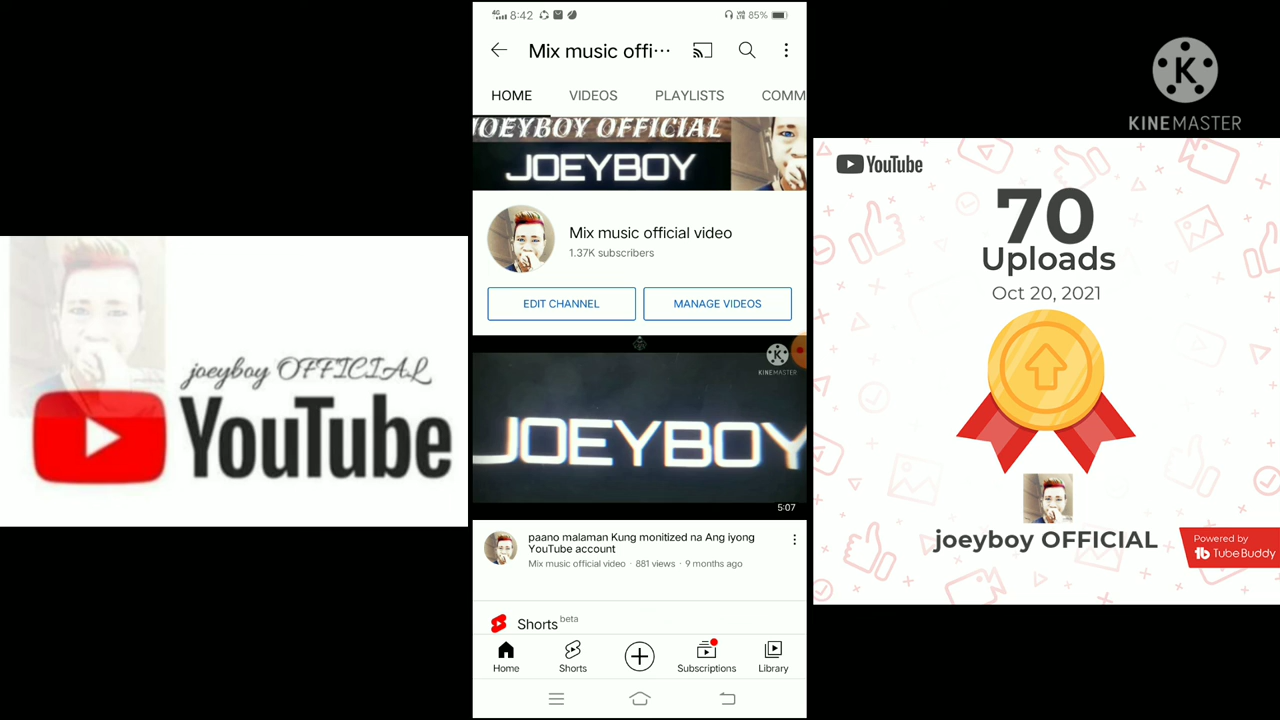 joeyboy OFFICIAL
YouTube
4G 8:42 85%
Mix music offi···
HOME VIDEOS PLAYLISTS COMM
JOEYBOY OFFICIAL
JOEYBOY
Mix music official video
1.37K subscribers
EDIT CHANNEL MANAGE VIDEOS
KINEMASTER
JOEYBOY
5:07
paano malaman Kung monitized na Ang iyong
YouTube account
Mix music official video · 881 views · 9 months ago
Shorts beta
Home Shorts Subscriptions Library
K
KINEMASTER
YouTube
70
Uploads
Oct 20, 2021
joeyboy OFFICIAL
Powered by
TubeBuddy